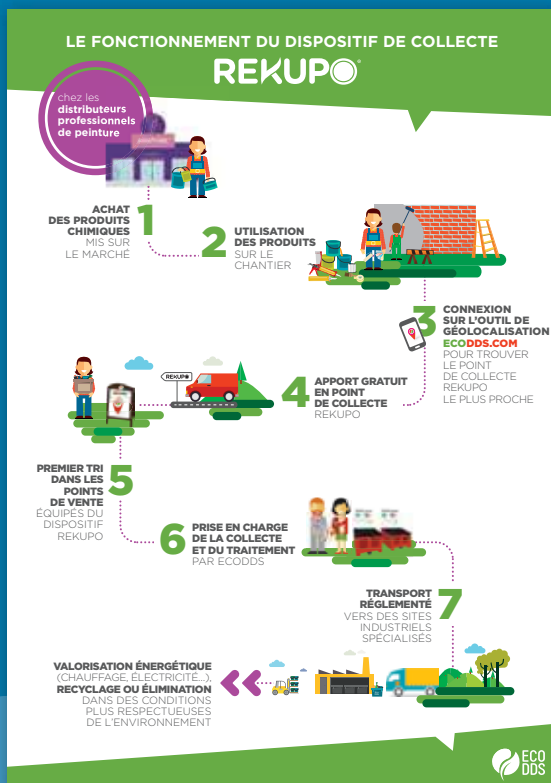 LE FONCTIONNEMENT DU DISPOSITIF DE COLLECTE
REKUPO
chez les
distributeurs
professionnels
de peinture
1
ACHAT
DES PRODUITS
CHIMIQUES
MIS SUR
LE MARCHÉ
2
UTILISATION
DES PRODUITS
SUR LE
CHANTIER
3
CONNEXION
SUR L'OUTIL DE
GÉOLOCALISATION
ECODDS.COM
POUR TROUVER
LE POINT
DE COLLECTE
REKUPO
LE PLUS PROCHE
REKUPO
4
APPORT GRATUIT
EN POINT
DE COLLECTE
REKUPO
5
PREMIER TRI
DANS LES
POINTS
DE VENTE
ÉQUIPÉS DU
DISPOSITIF
REKUPO
6
PRISE EN CHARGE
DE LA COLLECTE
ET DU TRAITEMENT
PAR ECODDS
7
TRANSPORT
RÉGLEMENTÉ
VERS DES SITES
INDUSTRIELS
SPÉCIALISÉS
VALORISATION ÉNERGÉTIQUE
(CHAUFFAGE, ÉLECTRICITÉ...),
RECYCLAGE OU ÉLIMINATION
DANS DES CONDITIONS
PLUS RESPECTUEUSES
DE L'ENVIRONNEMENT
ECO
DDS